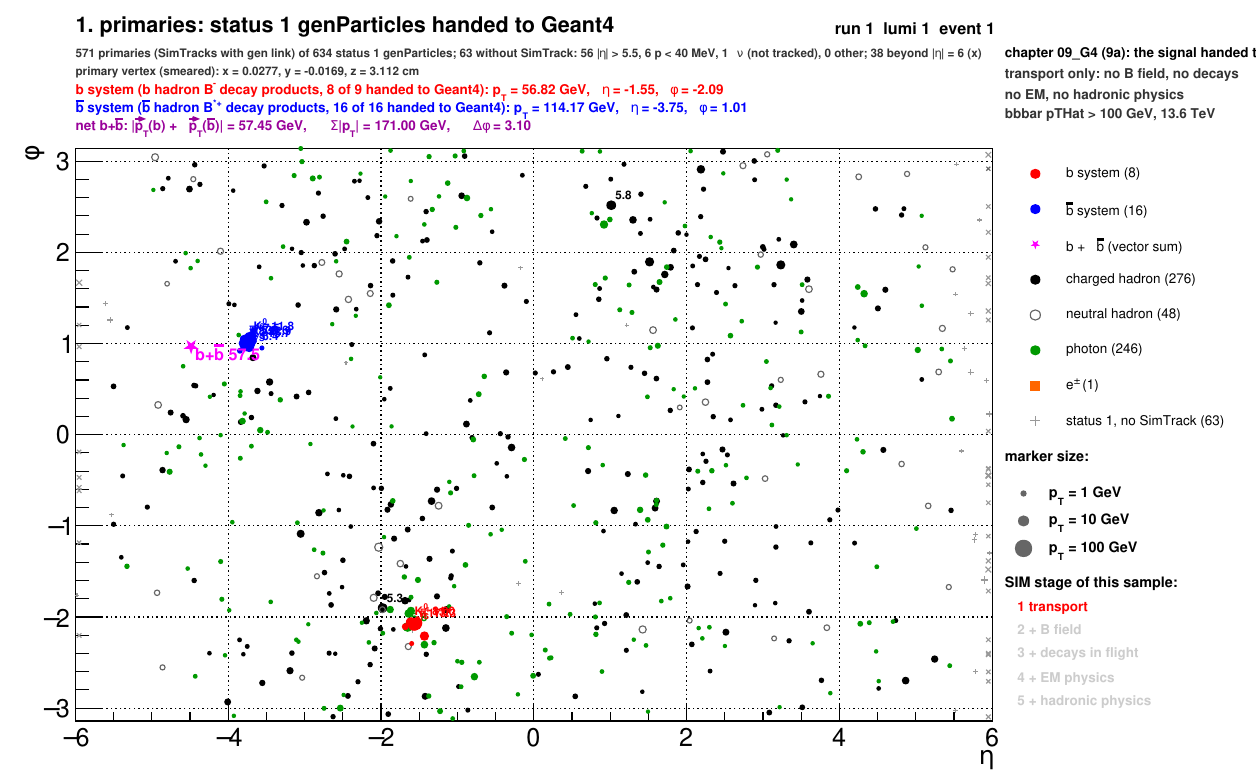 1. primaries: status 1 genParticles handed to Geant4
run 1 lumi 1 event 1
571 primaries (SimTracks with gen link) of 634 status 1 genParticles; 63 without SimTrack: 56 |η| > 5.5, 6 p < 40 MeV, 1 ν (not tracked), 0 other; 38 beyond |η| = 6 (x)
primary vertex (smeared): x = 0.0277, y = -0.0169, z = 3.112 cm
b system (b hadron B*- decay products, 8 of 9 handed to Geant4): pT = 56.82 GeV, η = -1.55, φ = -2.09
b̅ system (b̅ hadron B*+ decay products, 16 of 16 handed to Geant4): pT = 114.17 GeV, η = -3.75, φ = 1.01
net b+b̅: |pT(b) + pT(b̅)| = 57.45 GeV, Σ|pT| = 171.00 GeV, Δφ = 3.10
chapter 09_G4 (9a): the signal handed t
transport only: no B field, no decays
no EM, no hadronic physics
bbbar pTHat > 100 GeV, 13.6 TeV
φ
3
2
1
0
−1
−2
−3
−6
−4
−2
0
2
4
6
η
5.8
b+b̅ 57.5
5.3
b system (8)
b̅ system (16)
b + b̅ (vector sum)
charged hadron (276)
neutral hadron (48)
photon (246)
e± (1)
status 1, no SimTrack (63)
marker size:
pT = 1 GeV
pT = 10 GeV
pT = 100 GeV
SIM stage of this sample:
1 transport
2 + B field
3 + decays in flight
4 + EM physics
5 + hadronic physics